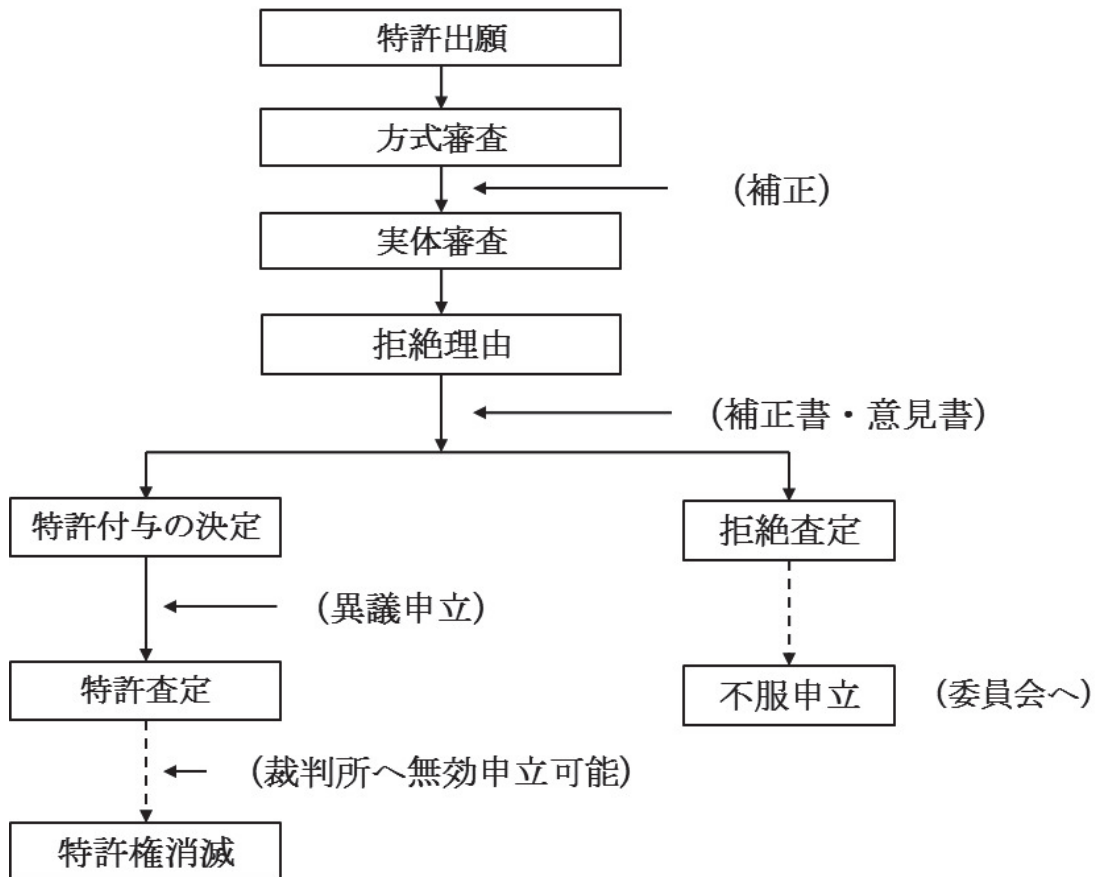 特許出願
方式審査
(補正)
実体審査
拒絶理由
(補正書・意見書)
特許付与の決定
拒絶査定
(異議申立)
特許査定
不服申立
(委員会へ)
(裁判所へ無効申立可能)
特許権消滅